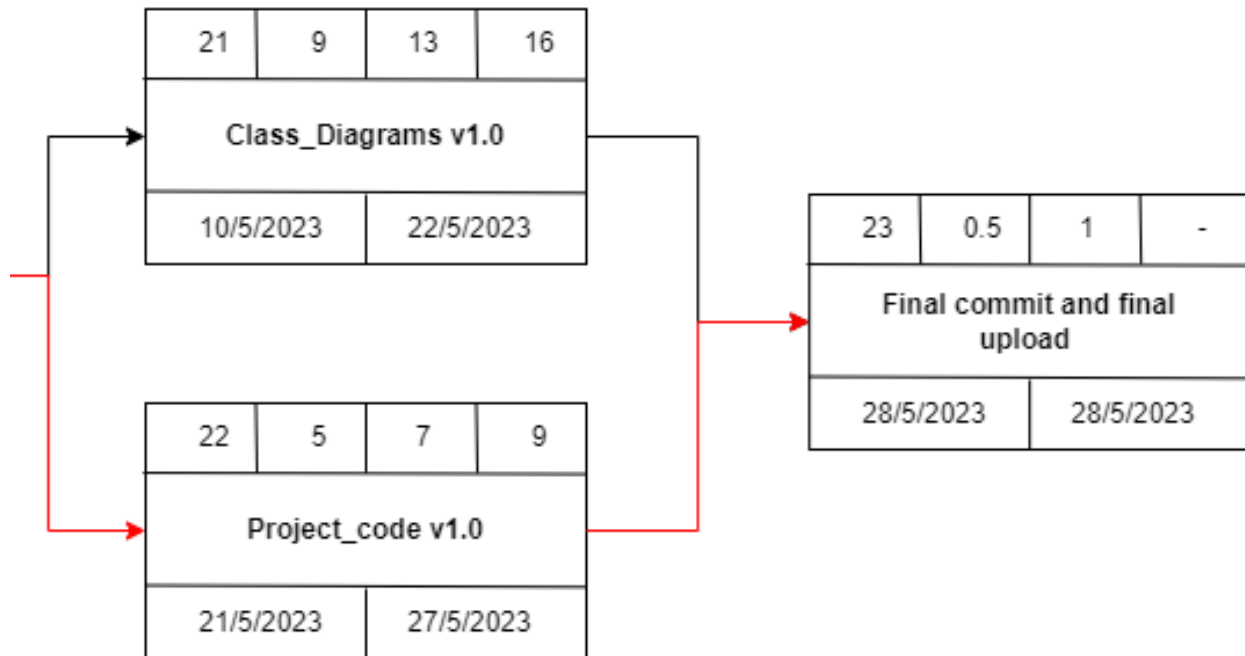 21 9 13 16
Class_Diagrams v1.0
10/5/2023 22/5/2023
23 0.5 1 -
Final commit and final
upload
28/5/2023 28/5/2023
22 5 7 9
Project_code v1.0
21/5/2023 27/5/2023